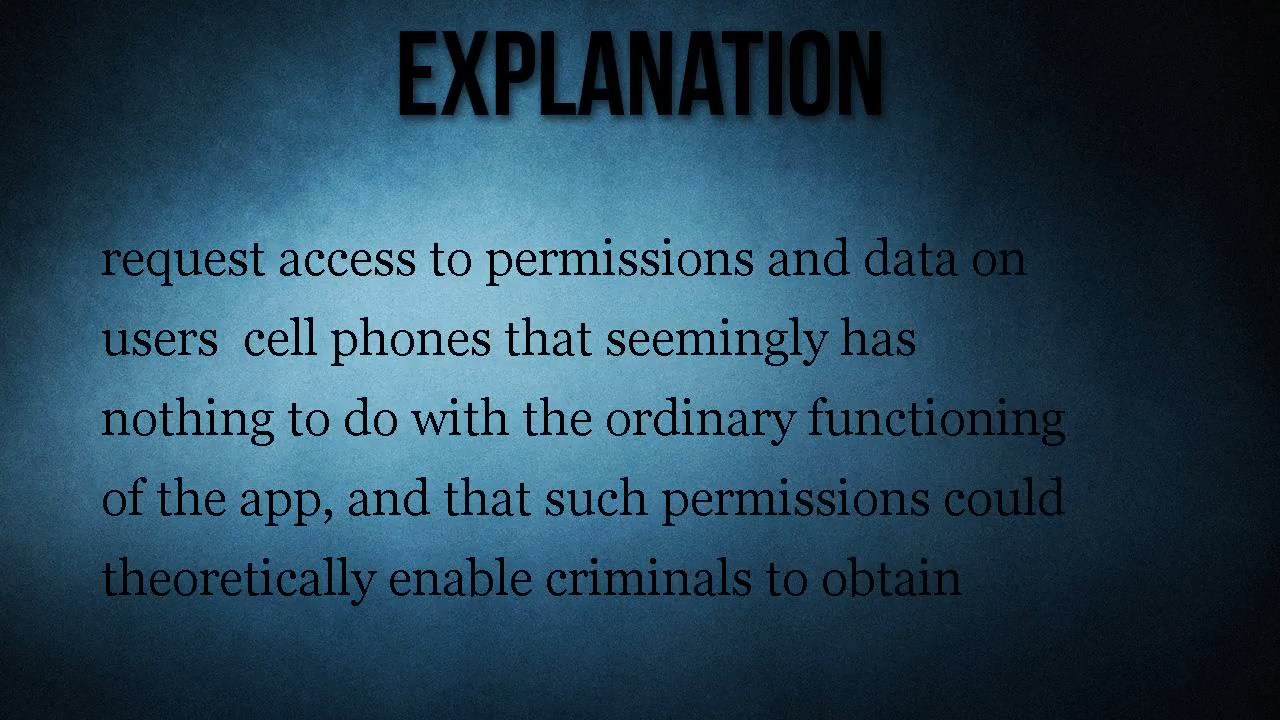 EXPLANATION
request access to permissions and data on
users  cell phones that seemingly has
nothing to do with the ordinary functioning
of the app, and that such permissions could
theoretically enable criminals to obtain